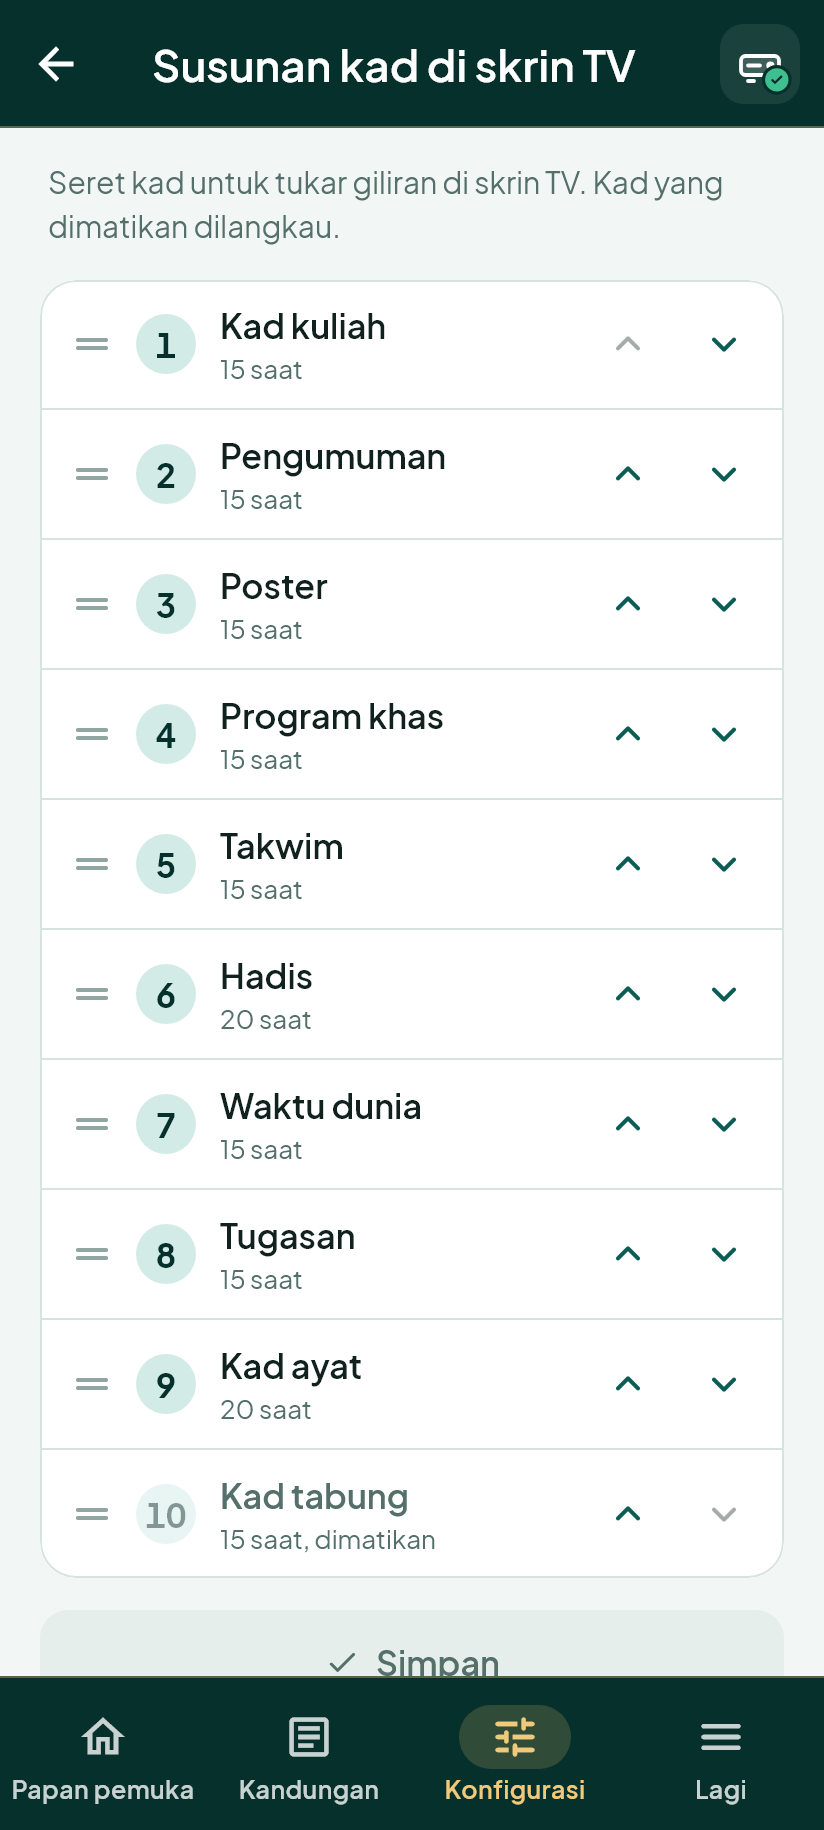 Susunan kad di skrin TV
Seret kad untuk tukar giliran di skrin TV. Kad yang
dimatikan dilangkau.
1
Kad kuliah
15 saat
2
Pengumuman
15 saat
3
Poster
15 saat
4
Program khas
15 saat
5
Takwim
15 saat
6
Hadis
20 saat
7
Waktu dunia
15 saat
8
Tugasan
15 saat
9
Kad ayat
20 saat
10
Kad tabung
15 saat, dimatikan
Simpan
Papan pemuka
Kandungan
Konfigurasi
Lagi